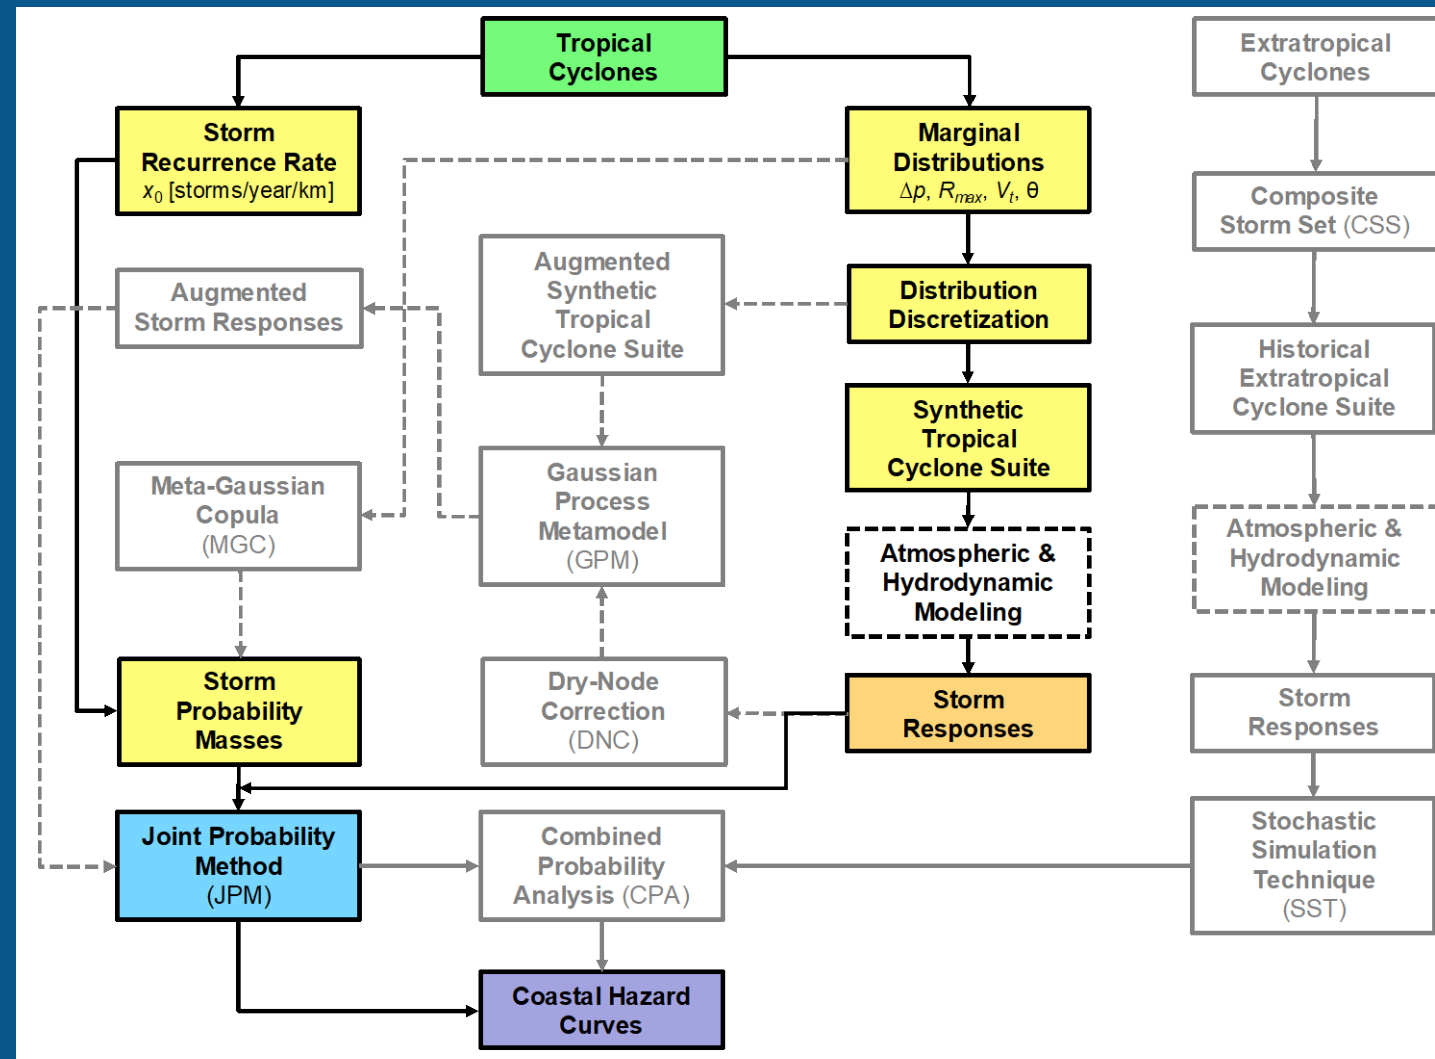 Tropical
Cyclones
Extratropical
Cyclones
Storm
Recurrence Rate
x₀ [storms/year/km]
Marginal
Distributions
Δp, Rmax, Vt, θ
Composite
Storm Set (CSS)
Augmented
Storm Responses
Augmented
Synthetic
Tropical
Cyclone Suite
Distribution
Discretization
Historical
Extratropical
Cyclone Suite
Synthetic
Tropical
Cyclone Suite
Meta-Gaussian
Copula
(MGC)
Gaussian
Process
Metamodel
(GPM)
Atmospheric &
Hydrodynamic
Modeling
Atmospheric &
Hydrodynamic
Modeling
Storm
Probability
Masses
Dry-Node
Correction
(DNC)
Storm
Responses
Storm
Responses
Joint Probability
Method
(JPM)
Combined
Probability
Analysis (CPA)
Stochastic
Simulation
Technique
(SST)
Coastal Hazard
Curves